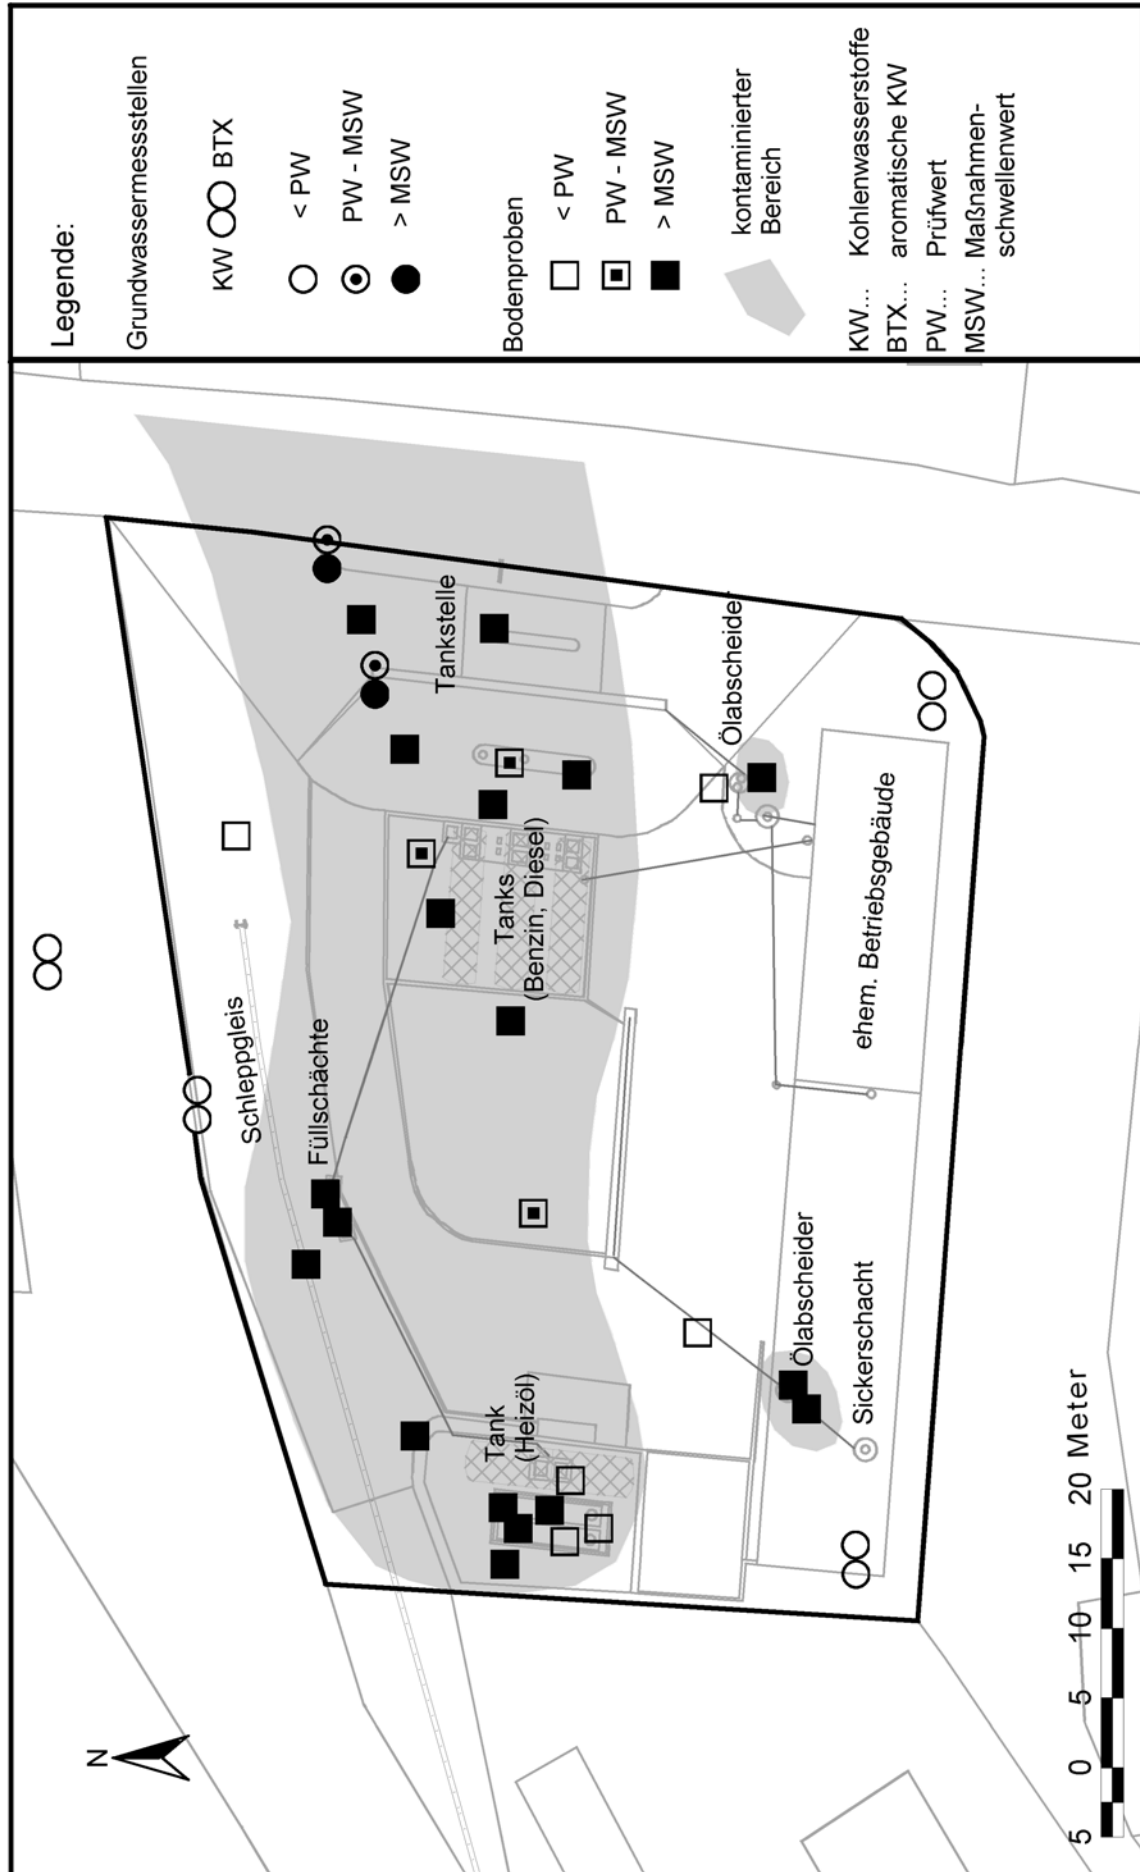 Legende:
Grundwassermessstellen
KW BTX
< PW
PW - MSW
> MSW
Bodenproben
< PW
PW - MSW
> MSW
kontaminierter
Bereich
KW... Kohlenwasserstoffe
BTX... aromatische KW
PW... Prüfwert
MSW... Maßnahmen-
schwellenwert
N
Schleppgleis
Füllschächte
Tankstelle
Tanks
(Benzin, Diesel)
Tank
(Heizöl)
Ölabscheider
Ölabscheider
Sickerschacht
ehem. Betriebsgebäude
5 0 5 10 15 20 Meter